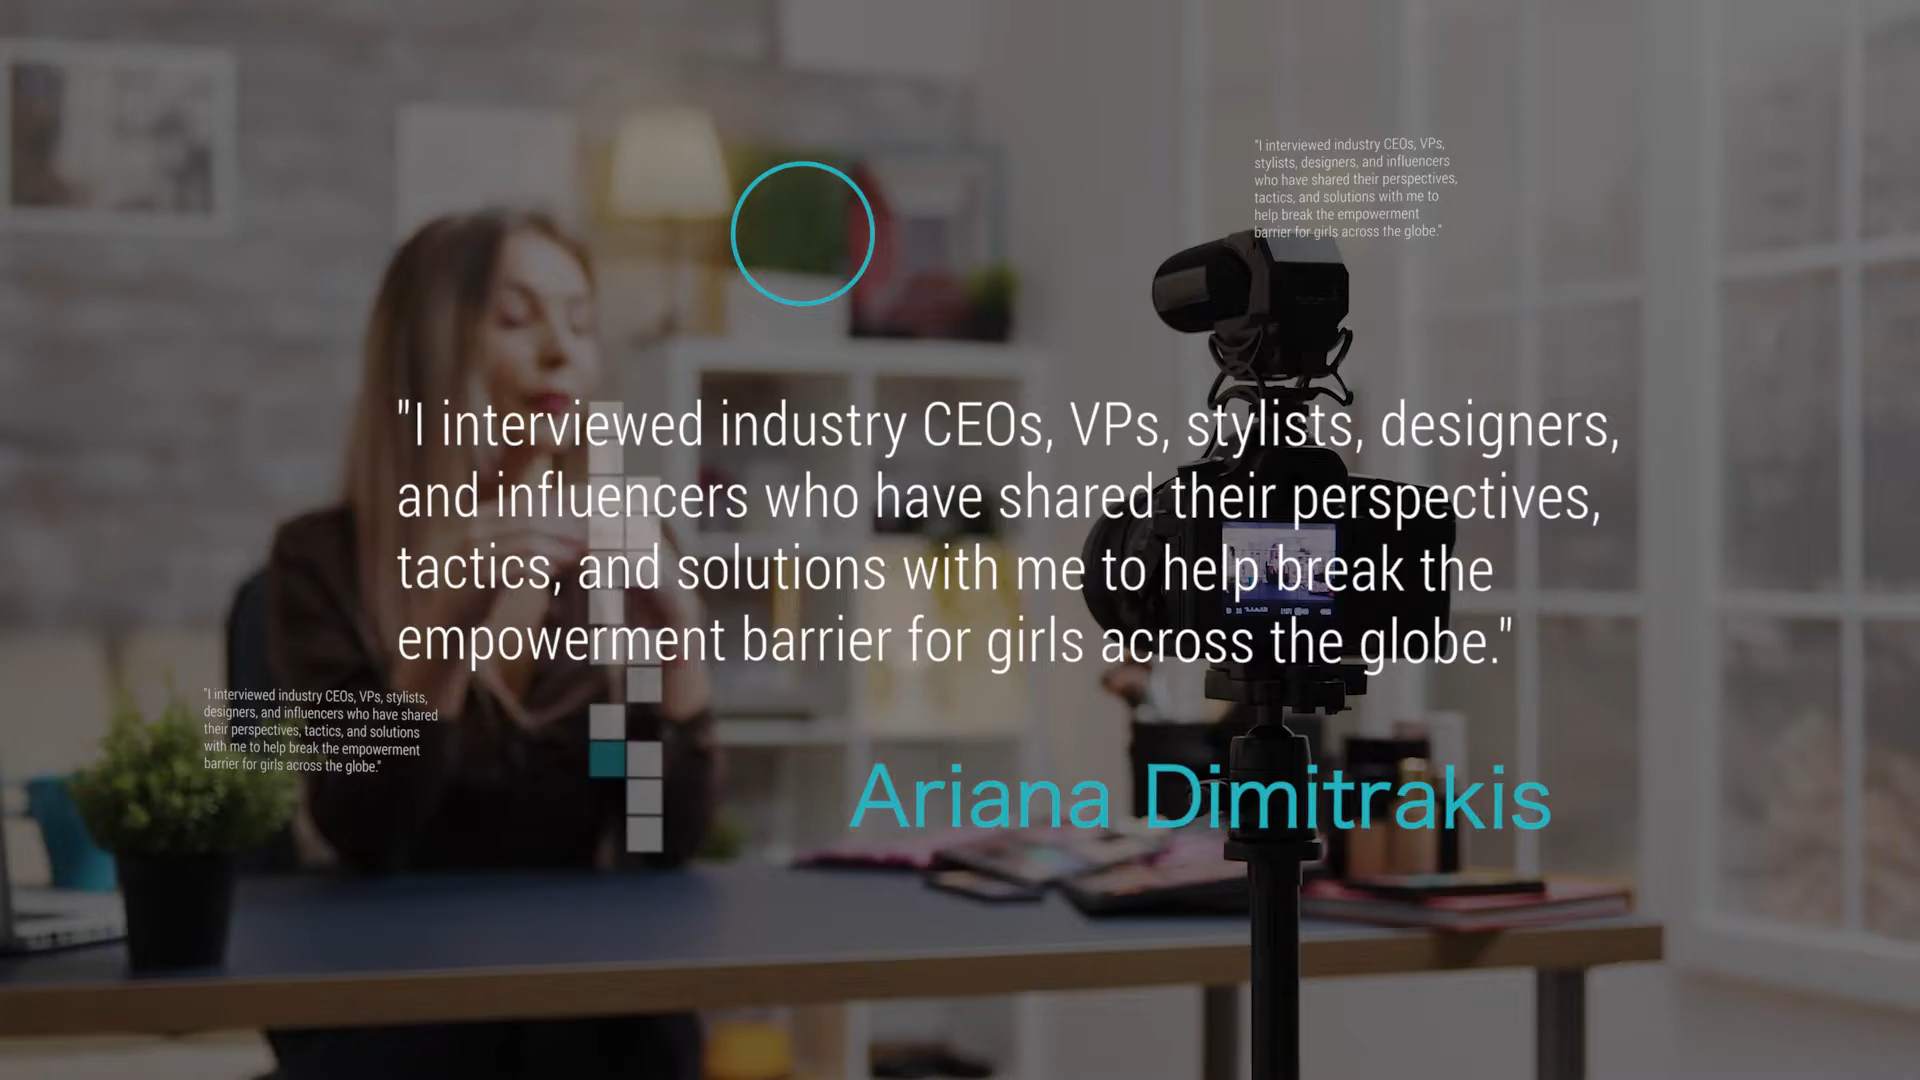 "I interviewed industry CEOs, VPs,
stylists, designers, and influencers
who have shared their perspectives,
tactics, and solutions with me to
help break the empowerment
barrier for girls across the globe."
"I interviewed industry CEOs, VPs, stylists, designers,
and influencers who have shared their perspectives,
tactics, and solutions with me to help break the
empowerment barrier for girls across the globe."
"I interviewed industry CEOs, VPs, stylists,
designers, and influencers who have shared
their perspectives, tactics, and solutions
with me to help break the empowerment
barrier for girls across the globe."
Ariana Dimitrakis